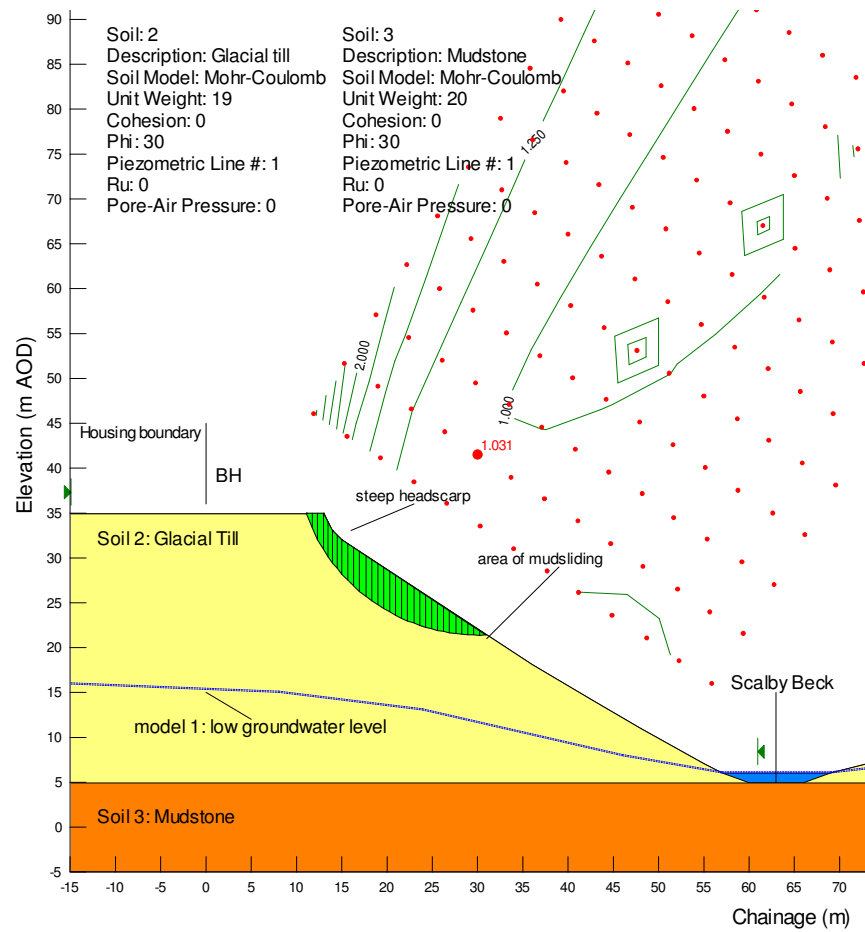 Soil: 2
Description: Glacial till
Soil Model: Mohr-Coulomb
Unit Weight: 19
Cohesion: 0
Phi: 30
Piezometric Line #: 1
Ru: 0
Pore-Air Pressure: 0
Soil: 3
Description: Mudstone
Soil Model: Mohr-Coulomb
Unit Weight: 20
Cohesion: 0
Phi: 30
Piezometric Line #: 1
Ru: 0
Pore-Air Pressure: 0
1.250
2.000
1.000
1.031
Housing boundary
BH
steep headscarp
area of mudsliding
Soil 2: Glacial Till
Scalby Beck
model 1: low groundwater level
Soil 3: Mudstone
Elevation (m AOD)
90
85
80
75
70
65
60
55
50
45
40
35
30
25
20
15
10
5
0
-5
-15 -10 -5 0 5 10 15 20 25 30 35 40 45 50 55 60 65 70
Chainage (m)